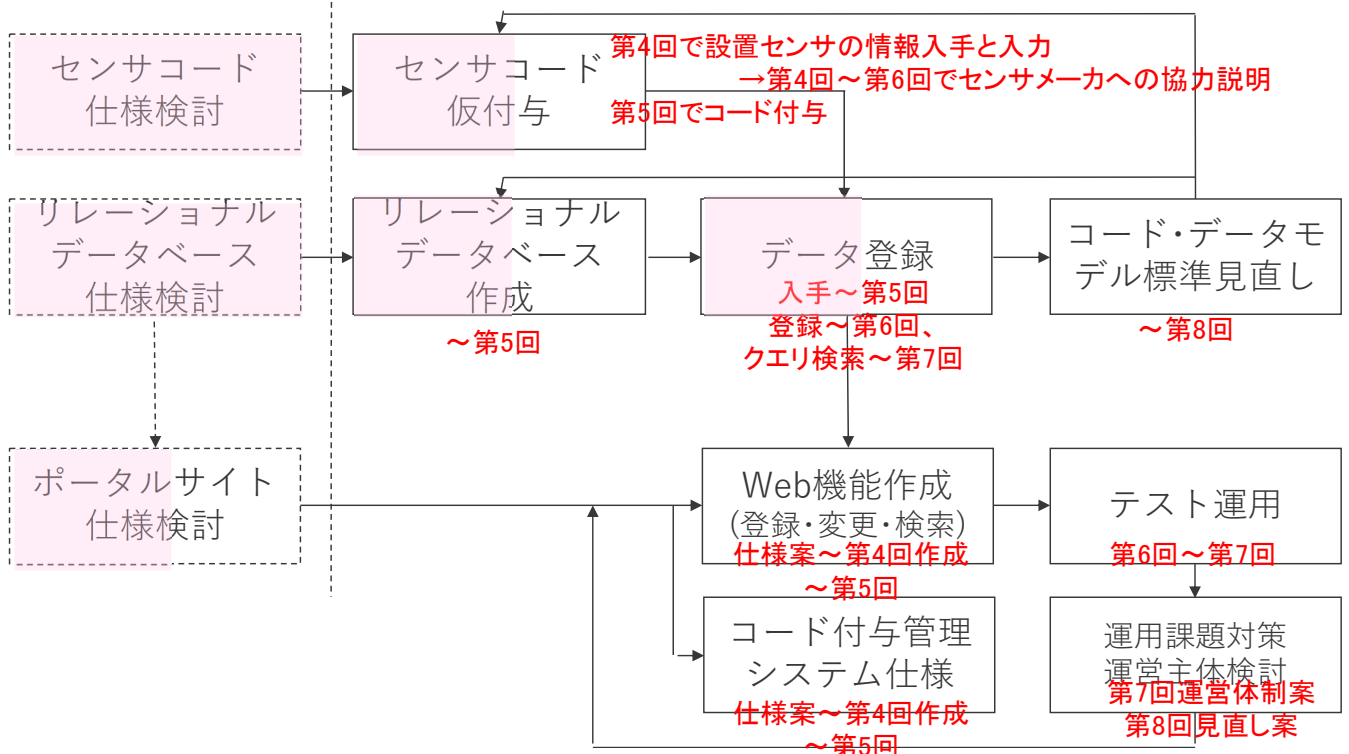 センサコード
仕様検討
センサコード
仮付与
第4回で設置センサの情報入手と入力
→第4回～第6回でセンサメーカへの協力説明
第5回でコード付与
リレーショナル
データベース
仕様検討
リレーショナル
データベース
作成
～第5回
データ登録
入手～第5回
登録～第6回、
クエリ検索～第7回
コード・データモ
デル標準見直し
～第8回
ポータルサイト
仕様検討
Web機能作成
(登録・変更・検索)
仕様案～第4回作成
～第5回
テスト運用
第6回～第7回
コード付与管理
システム仕様
仕様案～第4回作成
～第5回
運用課題対策
運営主体検討
第7回運営体制案
第8回見直し案